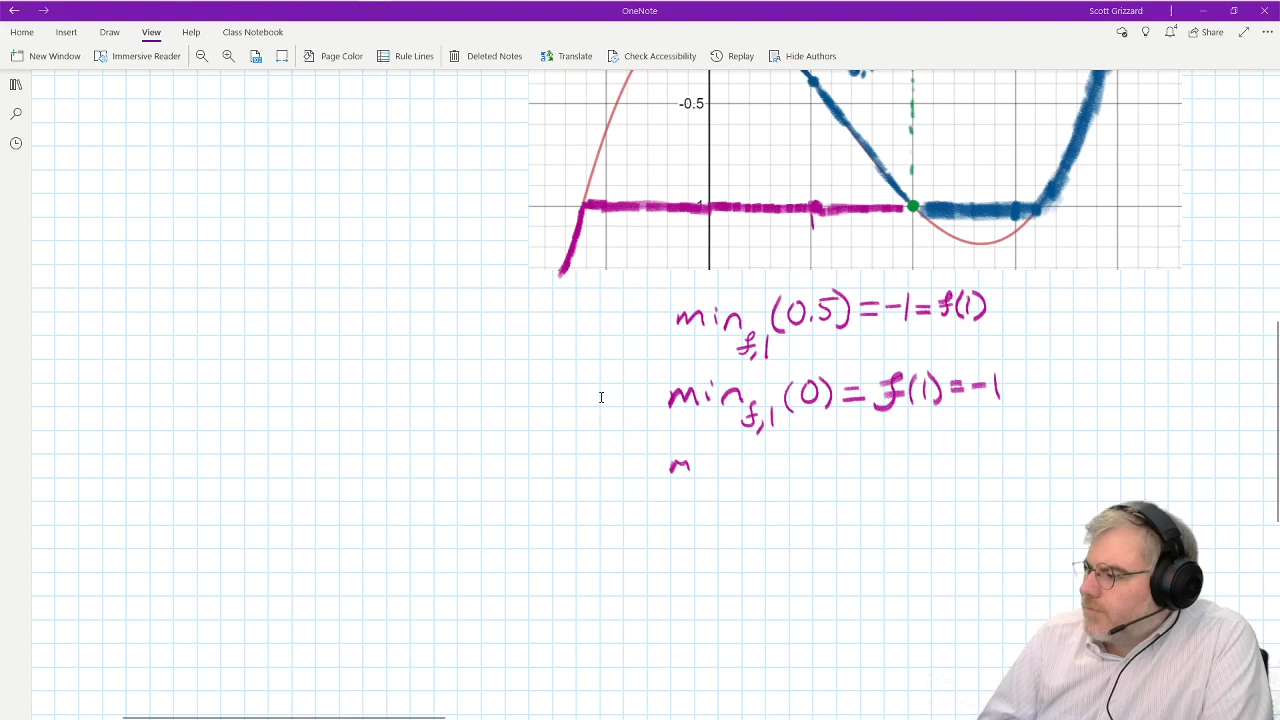 OneNote
Scott Grizzard
Home Insert Draw View Help Class Notebook
Share
New Window Immersive Reader Page Color Rule Lines Deleted Notes Translate Check Accessibility Replay Hide Authors
-0.5
min_{f,1}(0.5) = -1 = f(1)
min_{f,1}(0) = f(1) = -1
m